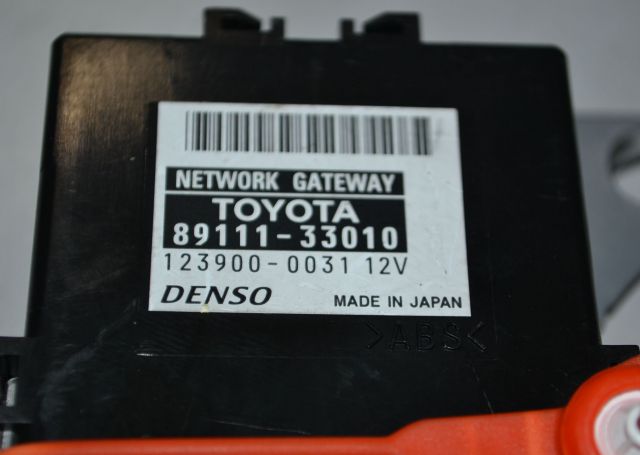 NETWORK GATEWAY
TOYOTA
89111-33010
123900-0031 12V
DENSO MADE IN JAPAN
>ABS<